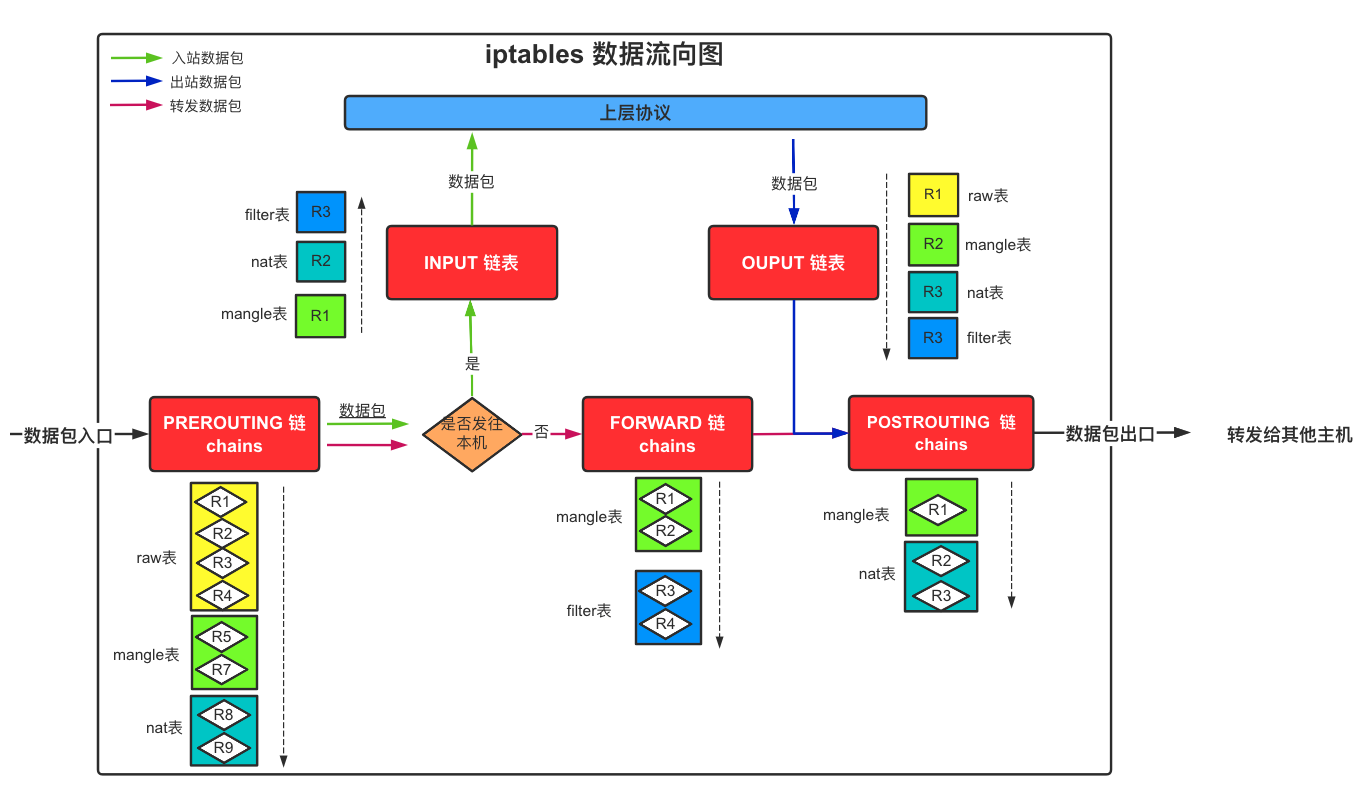 iptables 数据流向图
入站数据包
出站数据包
转发数据包
上层协议
数据包
数据包
filter表
R3
nat表
R2
mangle表
R1
INPUT 链表
OUPUT 链表
R1
raw表
R2
mangle表
R3
nat表
R3
filter表
是
数据包入口
PREROUTING 链
chains
数据包
是否发往
本机
否
FORWARD 链
chains
POSTROUTING 链
chains
数据包出口
转发给其他主机
raw表
R1
R2
R3
R4
mangle表
R5
R7
nat表
R8
R9
mangle表
R1
R2
filter表
R3
R4
mangle表
R1
nat表
R2
R3